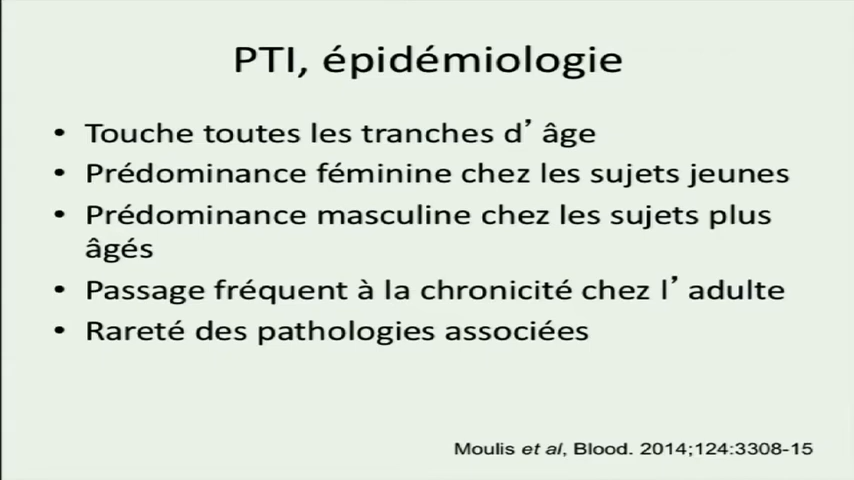 PTI, épidémiologie
• Touche toutes les tranches d’ âge
• Prédominance féminine chez les sujets jeunes
• Prédominance masculine chez les sujets plus
âgés
• Passage fréquent à la chronicité chez l’ adulte
• Rareté des pathologies associées
Moulis et al, Blood. 2014;124:3308-15